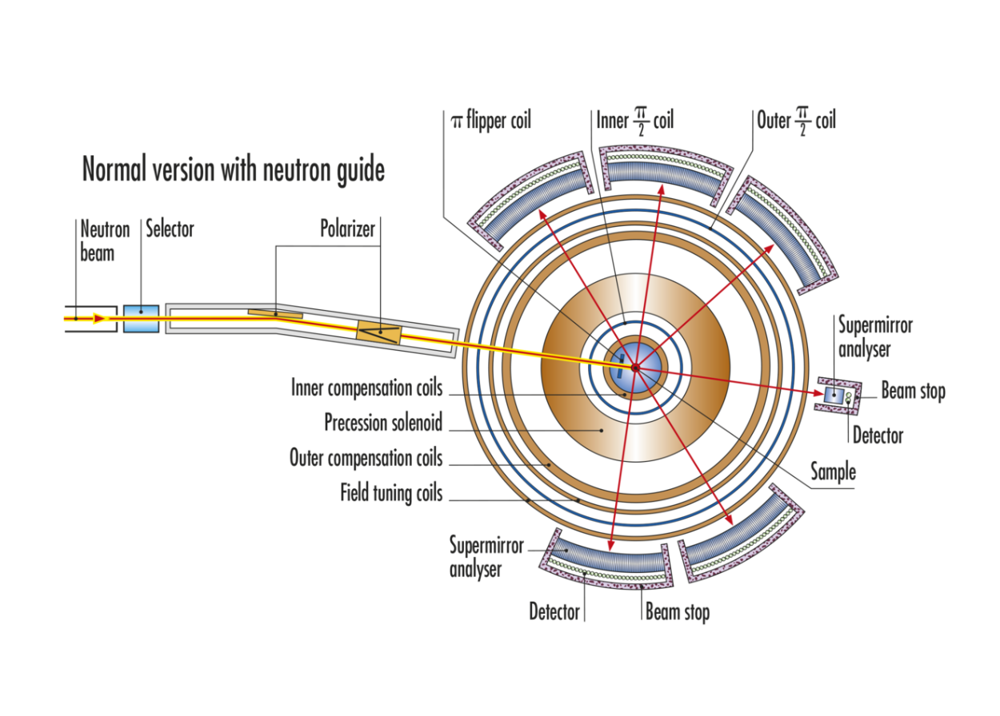 π flipper coil
Inner π/2 coil
Outer π/2 coil
Normal version with neutron guide
Neutron
beam
Selector
Polarizer
Supermirror
analyser
Beam stop
Detector
Inner compensation coils
Precession solenoid
Outer compensation coils
Field tuning coils
Sample
Supermirror
analyser
Detector
Beam stop